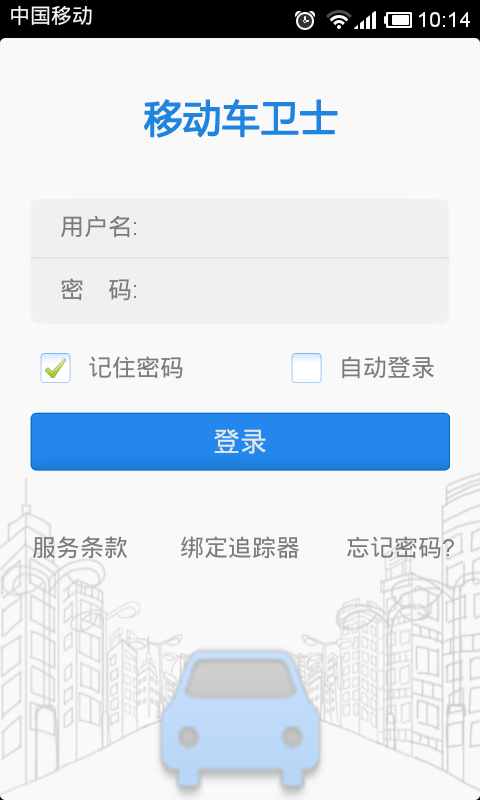 中国移动 10:14
移动车卫士
用户名:
密 码:
记住密码 自动登录
登录
服务条款 绑定追踪器 忘记密码?